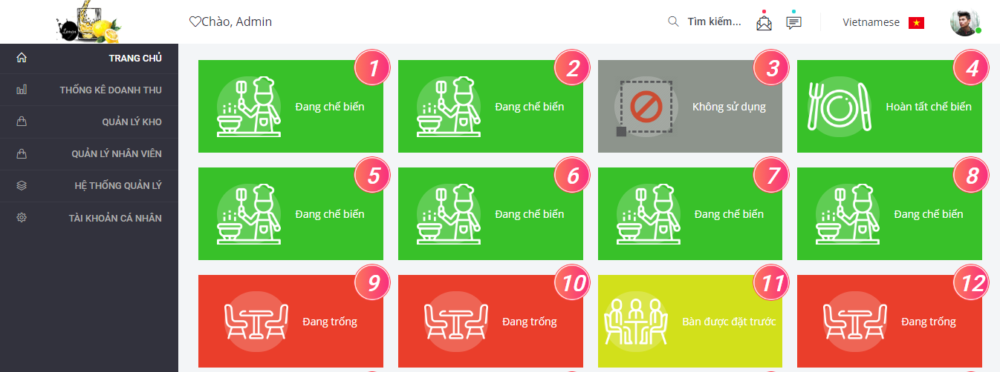 Lemon
Chào, Admin
Tìm kiếm...
Vietnamese
TRANG CHỦ
THỐNG KÊ DOANH THU
QUẢN LÝ KHO
QUẢN LÝ NHÂN VIÊN
HỆ THỐNG QUẢN LÝ
TÀI KHOẢN CÁ NHÂN
1
Đang chế biến
2
Đang chế biến
3
Không sử dụng
4
Hoàn tất chế biến
5
Đang chế biến
6
Đang chế biến
7
Đang chế biến
8
Đang chế biến
9
Đang trống
10
Đang trống
11
Bàn được đặt trước
12
Đang trống